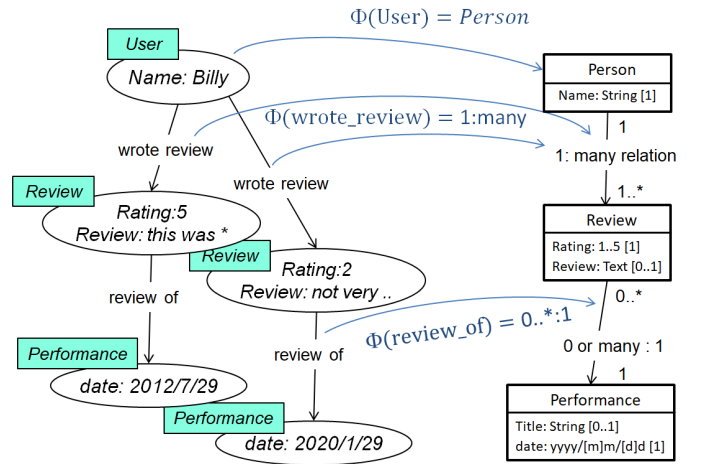 User
Name: Billy
Φ(User) = Person
Person
Name: String [1]
Φ(wrote_review) = 1:many
1
1: many relation
1..*
wrote review
wrote review
Review
Rating:5
Review: this was *
Review
Rating:2
Review: not very ..
Review
Rating: 1..5 [1]
Review: Text [0..1]
0..*
review of
review of
Φ(review_of) = 0..*:1
0 or many : 1
1
Performance
date: 2012/7/29
Performance
date: 2020/1/29
Performance
Title: String [0..1]
date: yyyy/[m]m/[d]d [1]